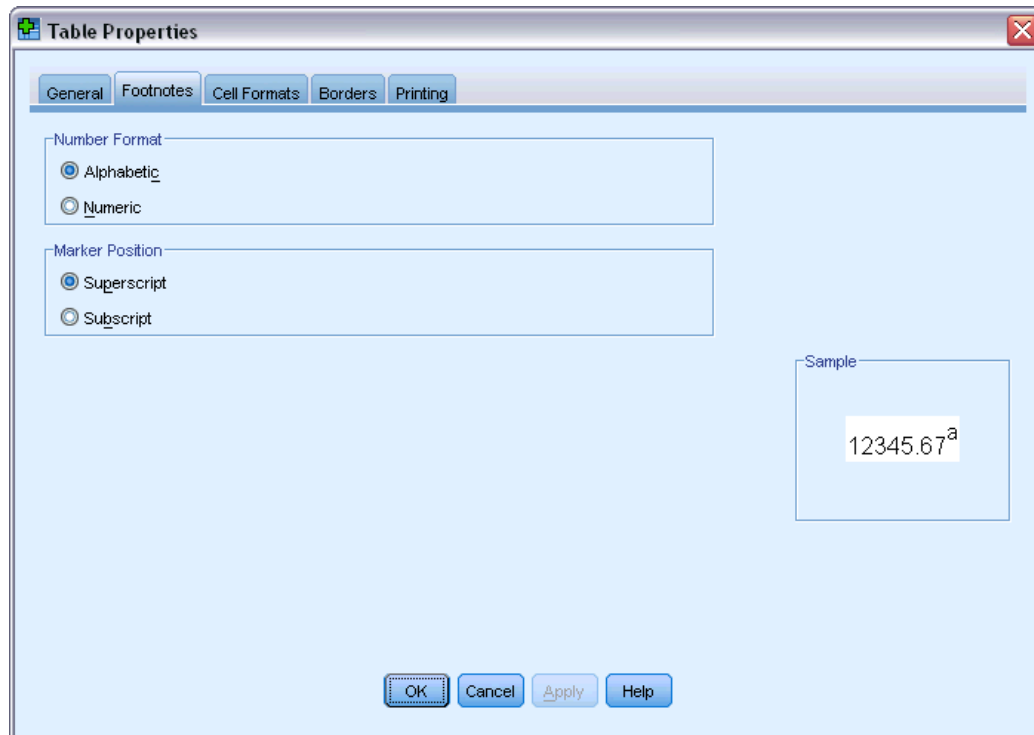 Table Properties
General Footnotes Cell Formats Borders Printing
Number Format
Alphabetic
Numeric
Marker Position
Superscript
Subscript
Sample
12345.67a
OK Cancel Apply Help